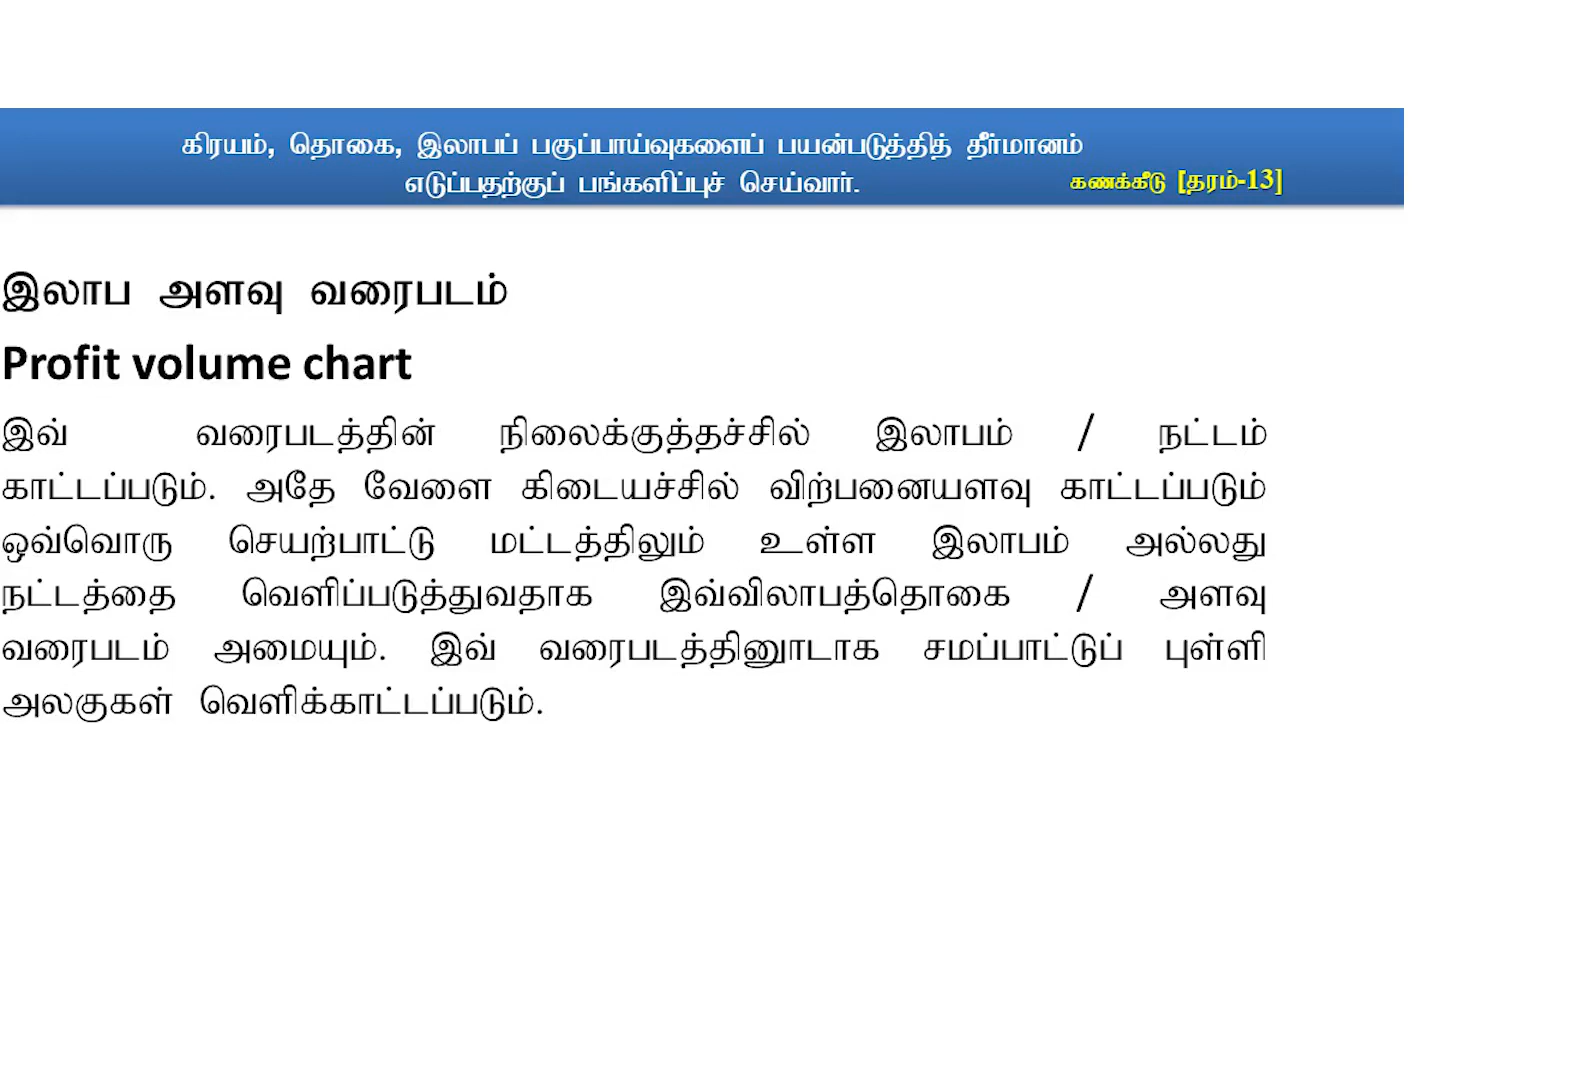 கிரயம், தொகை, இலாபப் பகுப்பாய்வுகளைப் பயன்படுத்தித் தீர்மானம்
எடுப்பதற்குப் பங்களிப்புச் செய்வார். கணக்கீடு [தரம்-13]
இலாப அளவு வரைபடம்
Profit volume chart
இவ் வரைபடத்தின் நிலைக்குத்தச்சில் இலாபம் / நட்டம்
காட்டப்படும். அதே வேளை கிடையச்சில் விற்பனையளவு காட்டப்படும்
ஒவ்வொரு செயற்பாட்டு மட்டத்திலும் உள்ள இலாபம் அல்லது
நட்டத்தை வெளிப்படுத்துவதாக இவ்விலாபத்தொகை / அளவு
வரைபடம் அமையும். இவ் வரைபடத்தினூடாக சமப்பாட்டுப் புள்ளி
அலகுகள் வெளிக்காட்டப்படும்.